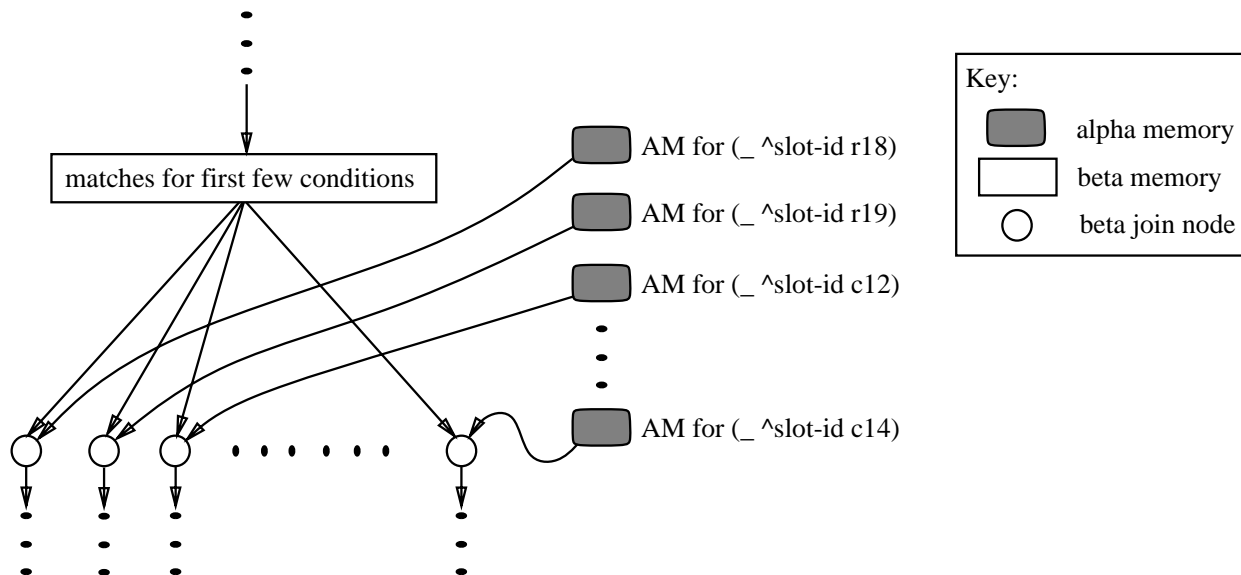 Key:
alpha memory
beta memory
beta join node
AM for (_ ^slot-id r18)
matches for first few conditions
AM for (_ ^slot-id r19)
AM for (_ ^slot-id c12)
AM for (_ ^slot-id c14)